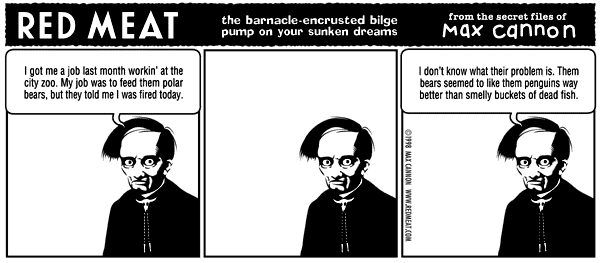 RED MEAT
the barnacle-encrusted bilge
pump on your sunken dreams
from the secret files of
Max cannon
I got me a job last month workin' at the
city zoo. My job was to feed them polar
bears, but they told me I was fired today.
I don't know what their problem is. Them
bears seemed to like them penguins way
better than smelly buckets of dead fish.
©1998 MAX CANNON WWW.REDMEAT.COM